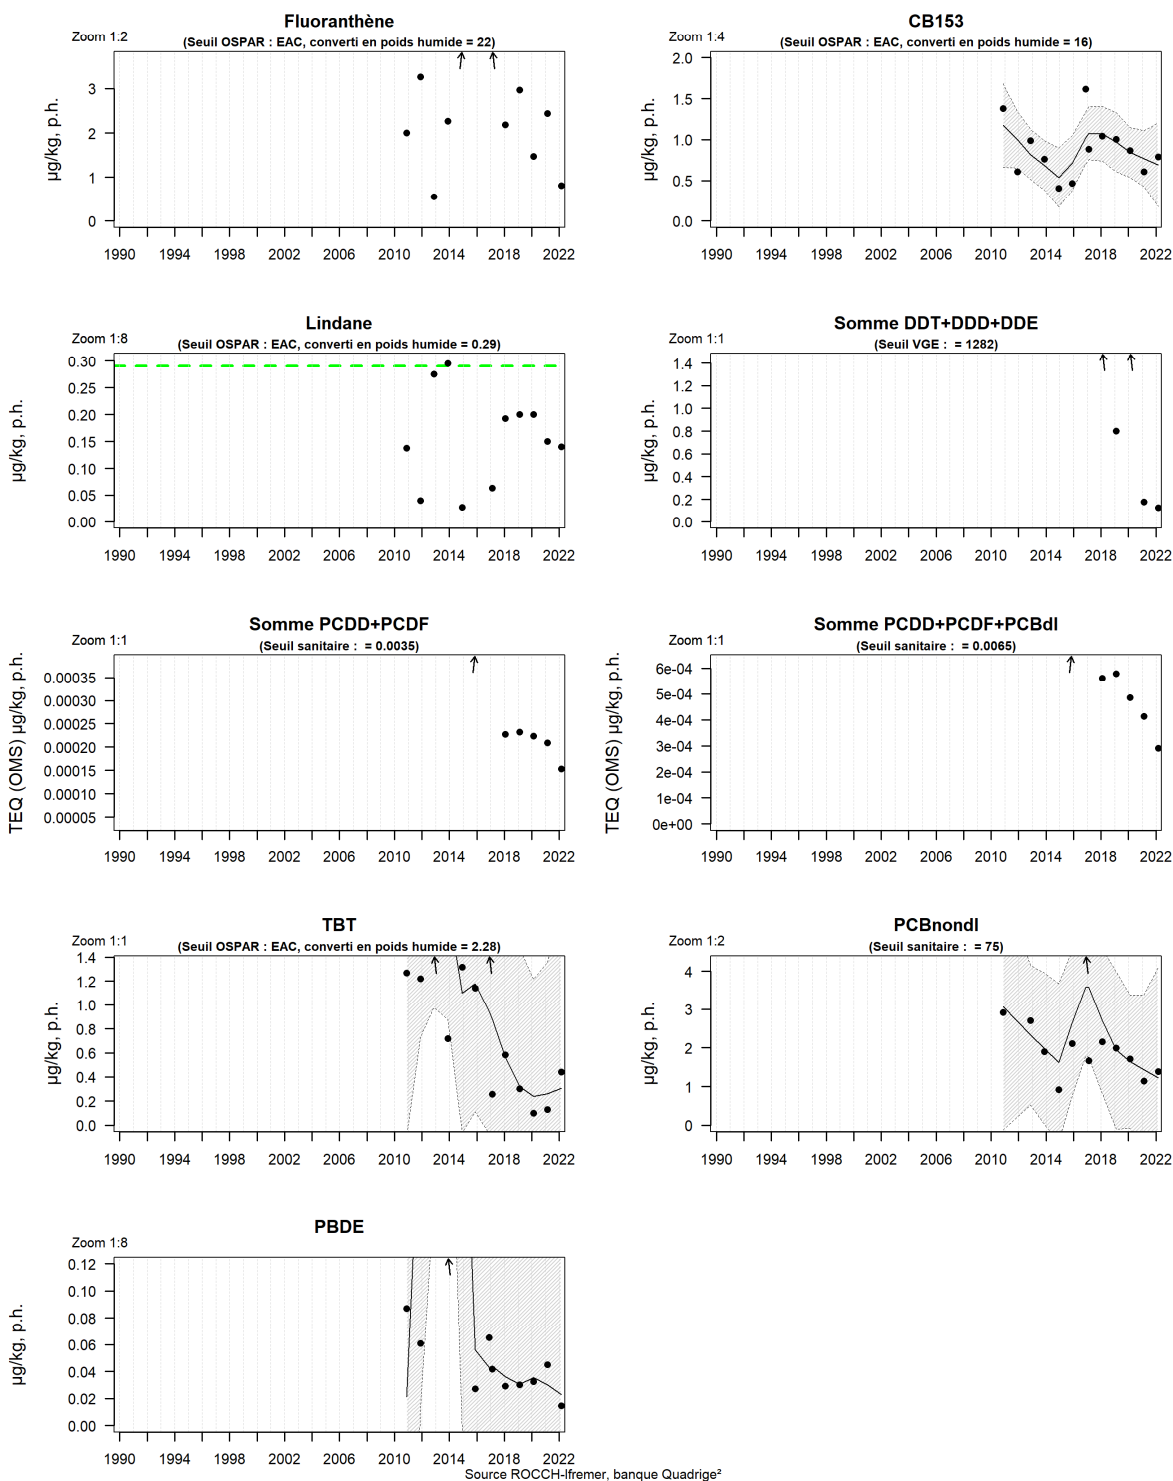 Fluoranthène
Zoom 1:2
(Seuil OSPAR : EAC, converti en poids humide = 22)
µg/kg, p.h.
3
2
1
0
1990 1994 1998 2002 2006 2010 2014 2018 2022
CB153
Zoom 1:4
(Seuil OSPAR : EAC, converti en poids humide = 16)
µg/kg, p.h.
2.0
1.5
1.0
0.5
0.0
1990 1994 1998 2002 2006 2010 2014 2018 2022
Lindane
Zoom 1:8
(Seuil OSPAR : EAC, converti en poids humide = 0.29)
µg/kg, p.h.
0.30
0.25
0.20
0.15
0.10
0.05
0.00
1990 1994 1998 2002 2006 2010 2014 2018 2022
Somme DDT+DDD+DDE
Zoom 1:1
(Seuil VGE :  = 1282)
µg/kg, p.h.
1.4
1.2
1.0
0.8
0.6
0.4
0.2
0.0
1990 1994 1998 2002 2006 2010 2014 2018 2022
Somme PCDD+PCDF
Zoom 1:1
(Seuil sanitaire :  = 0.0035)
TEQ (OMS) µg/kg, p.h.
0.00035
0.00030
0.00025
0.00020
0.00015
0.00010
0.00005
1990 1994 1998 2002 2006 2010 2014 2018 2022
Somme PCDD+PCDF+PCBdl
Zoom 1:1
(Seuil sanitaire :  = 0.0065)
TEQ (OMS) µg/kg, p.h.
6e-04
5e-04
4e-04
3e-04
2e-04
1e-04
0e+00
1990 1994 1998 2002 2006 2010 2014 2018 2022
TBT
Zoom 1:1
(Seuil OSPAR : EAC, converti en poids humide = 2.28)
µg/kg, p.h.
1.4
1.2
1.0
0.8
0.6
0.4
0.2
0.0
1990 1994 1998 2002 2006 2010 2014 2018 2022
PCBnondl
Zoom 1:2
(Seuil sanitaire :  = 75)
µg/kg, p.h.
4
3
2
1
0
1990 1994 1998 2002 2006 2010 2014 2018 2022
PBDE
Zoom 1:8
µg/kg, p.h.
0.12
0.10
0.08
0.06
0.04
0.02
0.00
1990 1994 1998 2002 2006 2010 2014 2018 2022
Source ROCCH-Ifremer, banque Quadrige²